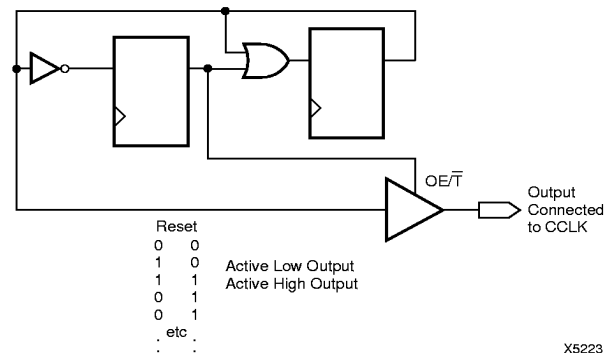 OE/T̅
Output
Connected
to CCLK
Reset
0 0
1 0 Active Low Output
1 1 Active High Output
0 1
0 1
etc
. .
. .
X5223